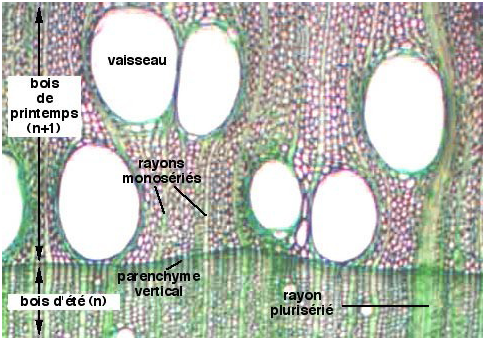 vaisseau
bois
de
printemps
(n+1)
rayons
monosériés
parenchyme
vertical
bois d'été (n)
rayon
plurisérié